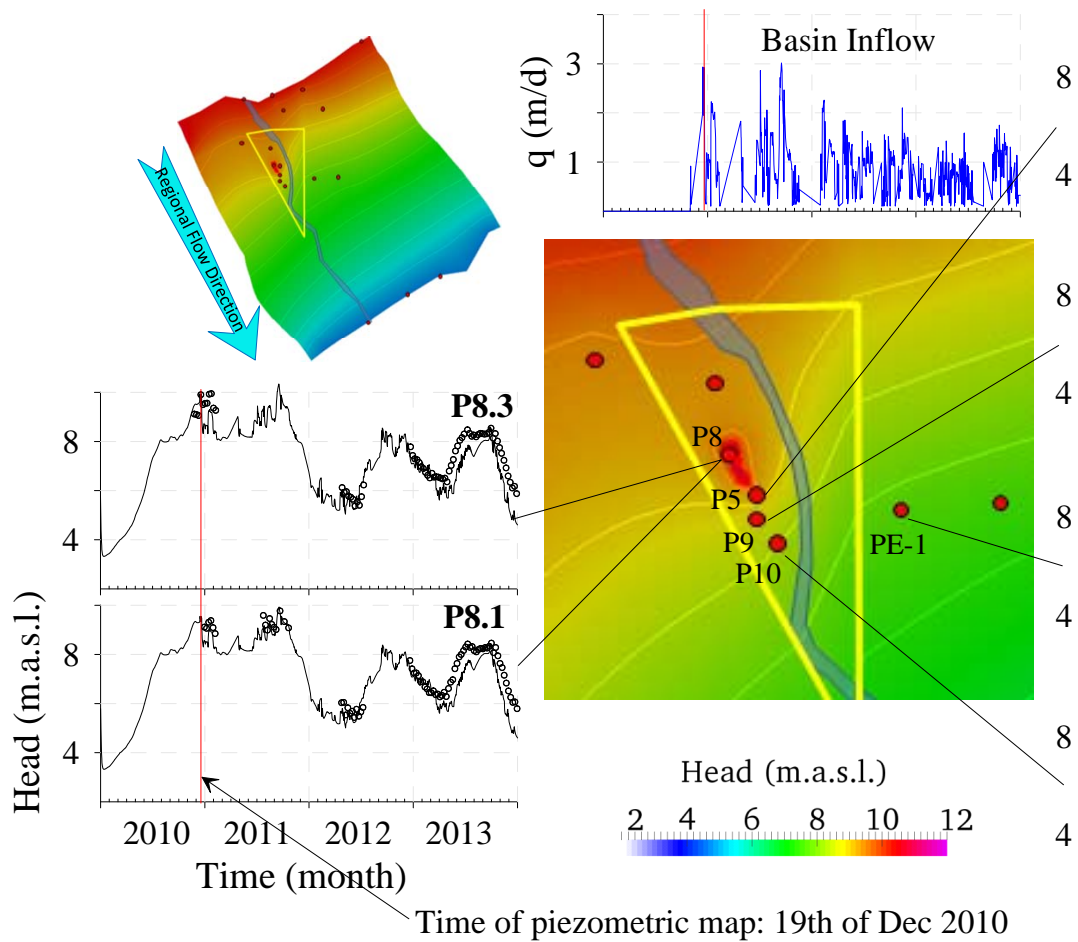 Basin Inflow
q (m/d)
3
1
8
4
8
4
8
4
8
4
Regional Flow Direction
P8
P5
P9
P10
PE-1
P8.3
8
4
P8.1
8
4
Head (m.a.s.l.)
2010 2011 2012 2013
Time (month)
Head (m.a.s.l.)
2 4 6 8 10 12
Time of piezometric map: 19th of Dec 2010